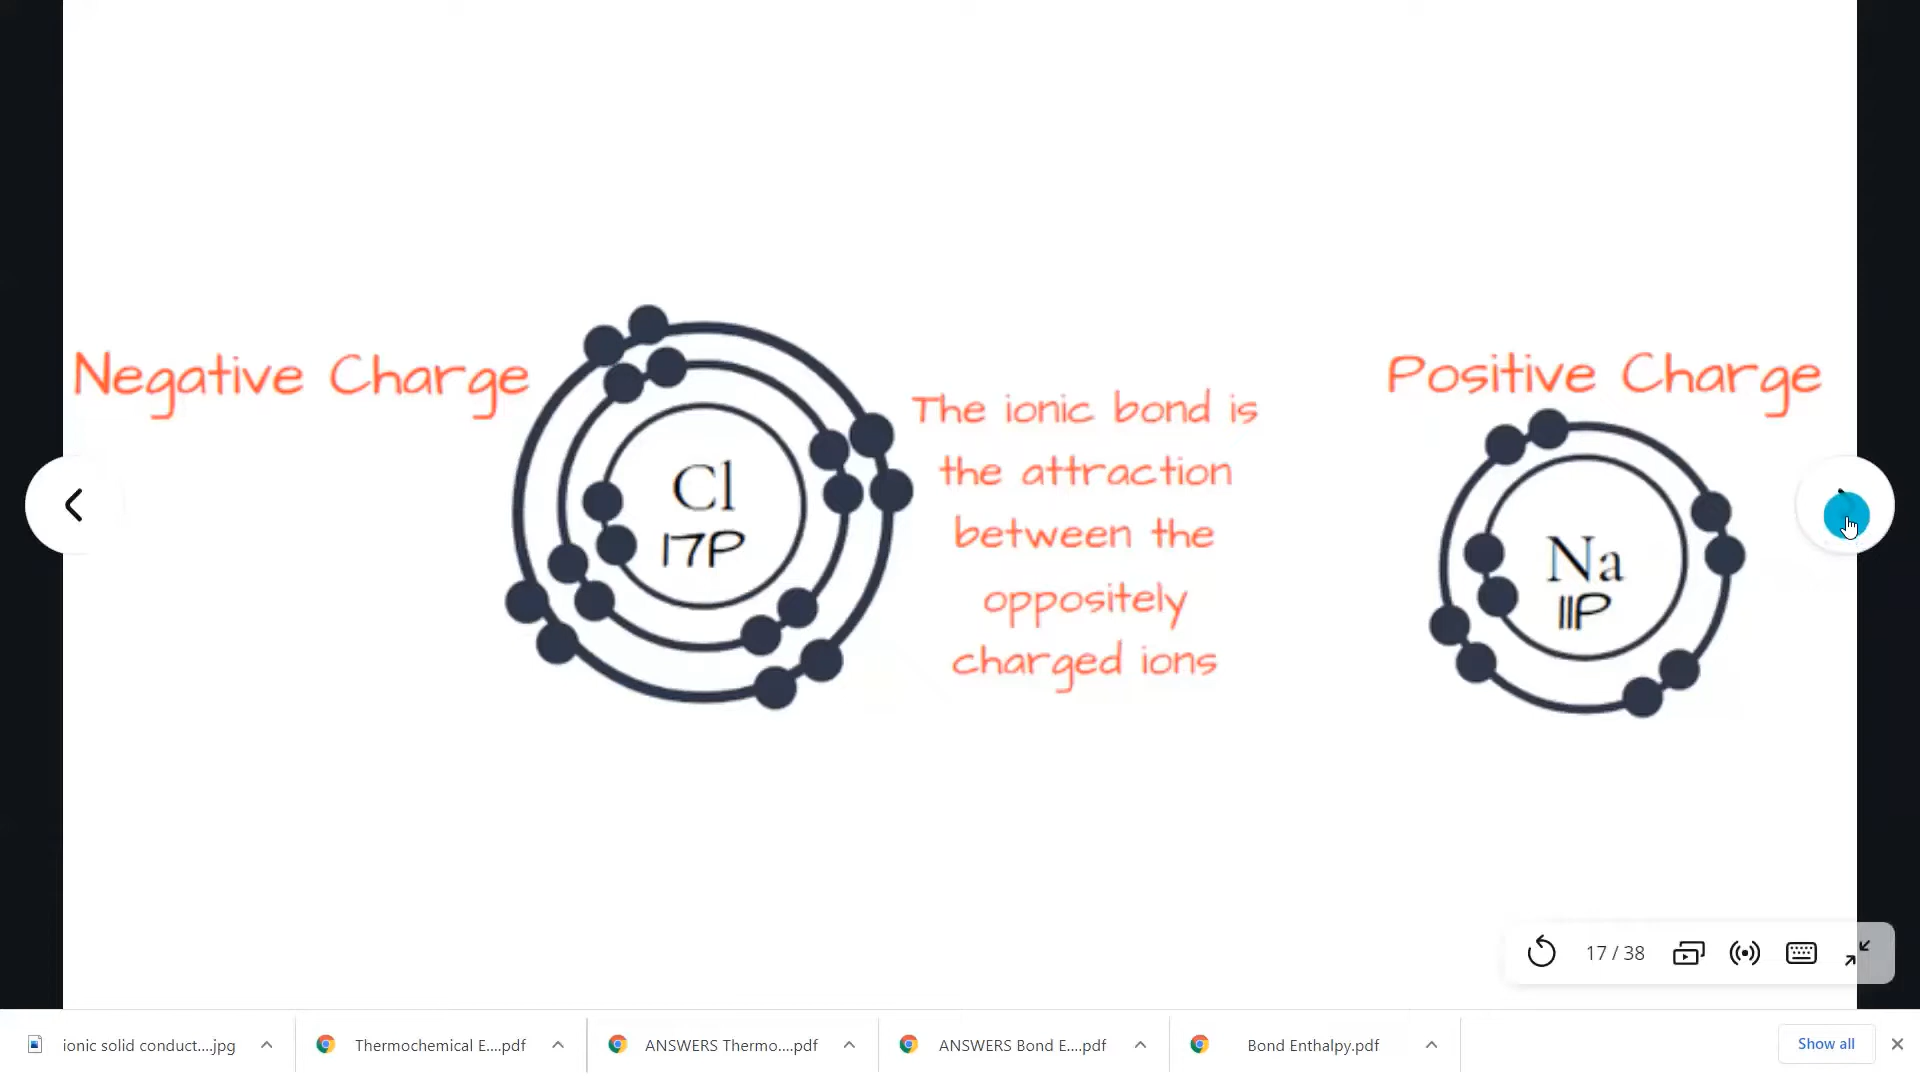 Negative Charge
Cl
17P
The ionic bond is
the attraction
between the
oppositely
charged ions
Positive Charge
Na
11P
17 / 38
ionic solid conduct....jpg
Thermochemical E....pdf
ANSWERS Thermo....pdf
ANSWERS Bond E....pdf
Bond Enthalpy.pdf
Show all